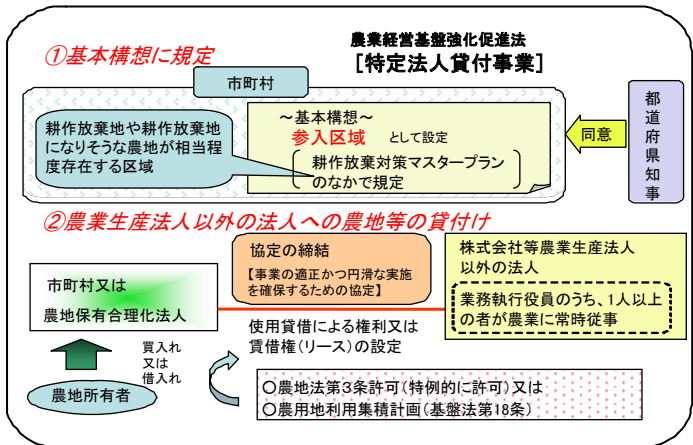 ①基本構想に規定
農業経営基盤強化促進法
［特定法人貸付事業］
市町村
耕作放棄地や耕作放棄地
になりそうな農地が相当程
度存在する区域
～基本構想～
参入区域 として設定
耕作放棄対策マスタープラン
のなかで規定
同意
都道府県知事
②農業生産法人以外の法人への農地等の貸付け
市町村又は
農地保有合理化法人
協定の締結
【事業の適正かつ円滑な実施
を確保するための協定】
株式会社等農業生産法人
以外の法人
業務執行役員のうち、1人以上
の者が農業に常時従事
使用貸借による権利又は
賃借権（リース）の設定
買入れ
又は
借入れ
農地所有者
○農地法第３条許可（特例的に許可）又は
○農用地利用集積計画（基盤法第18条）